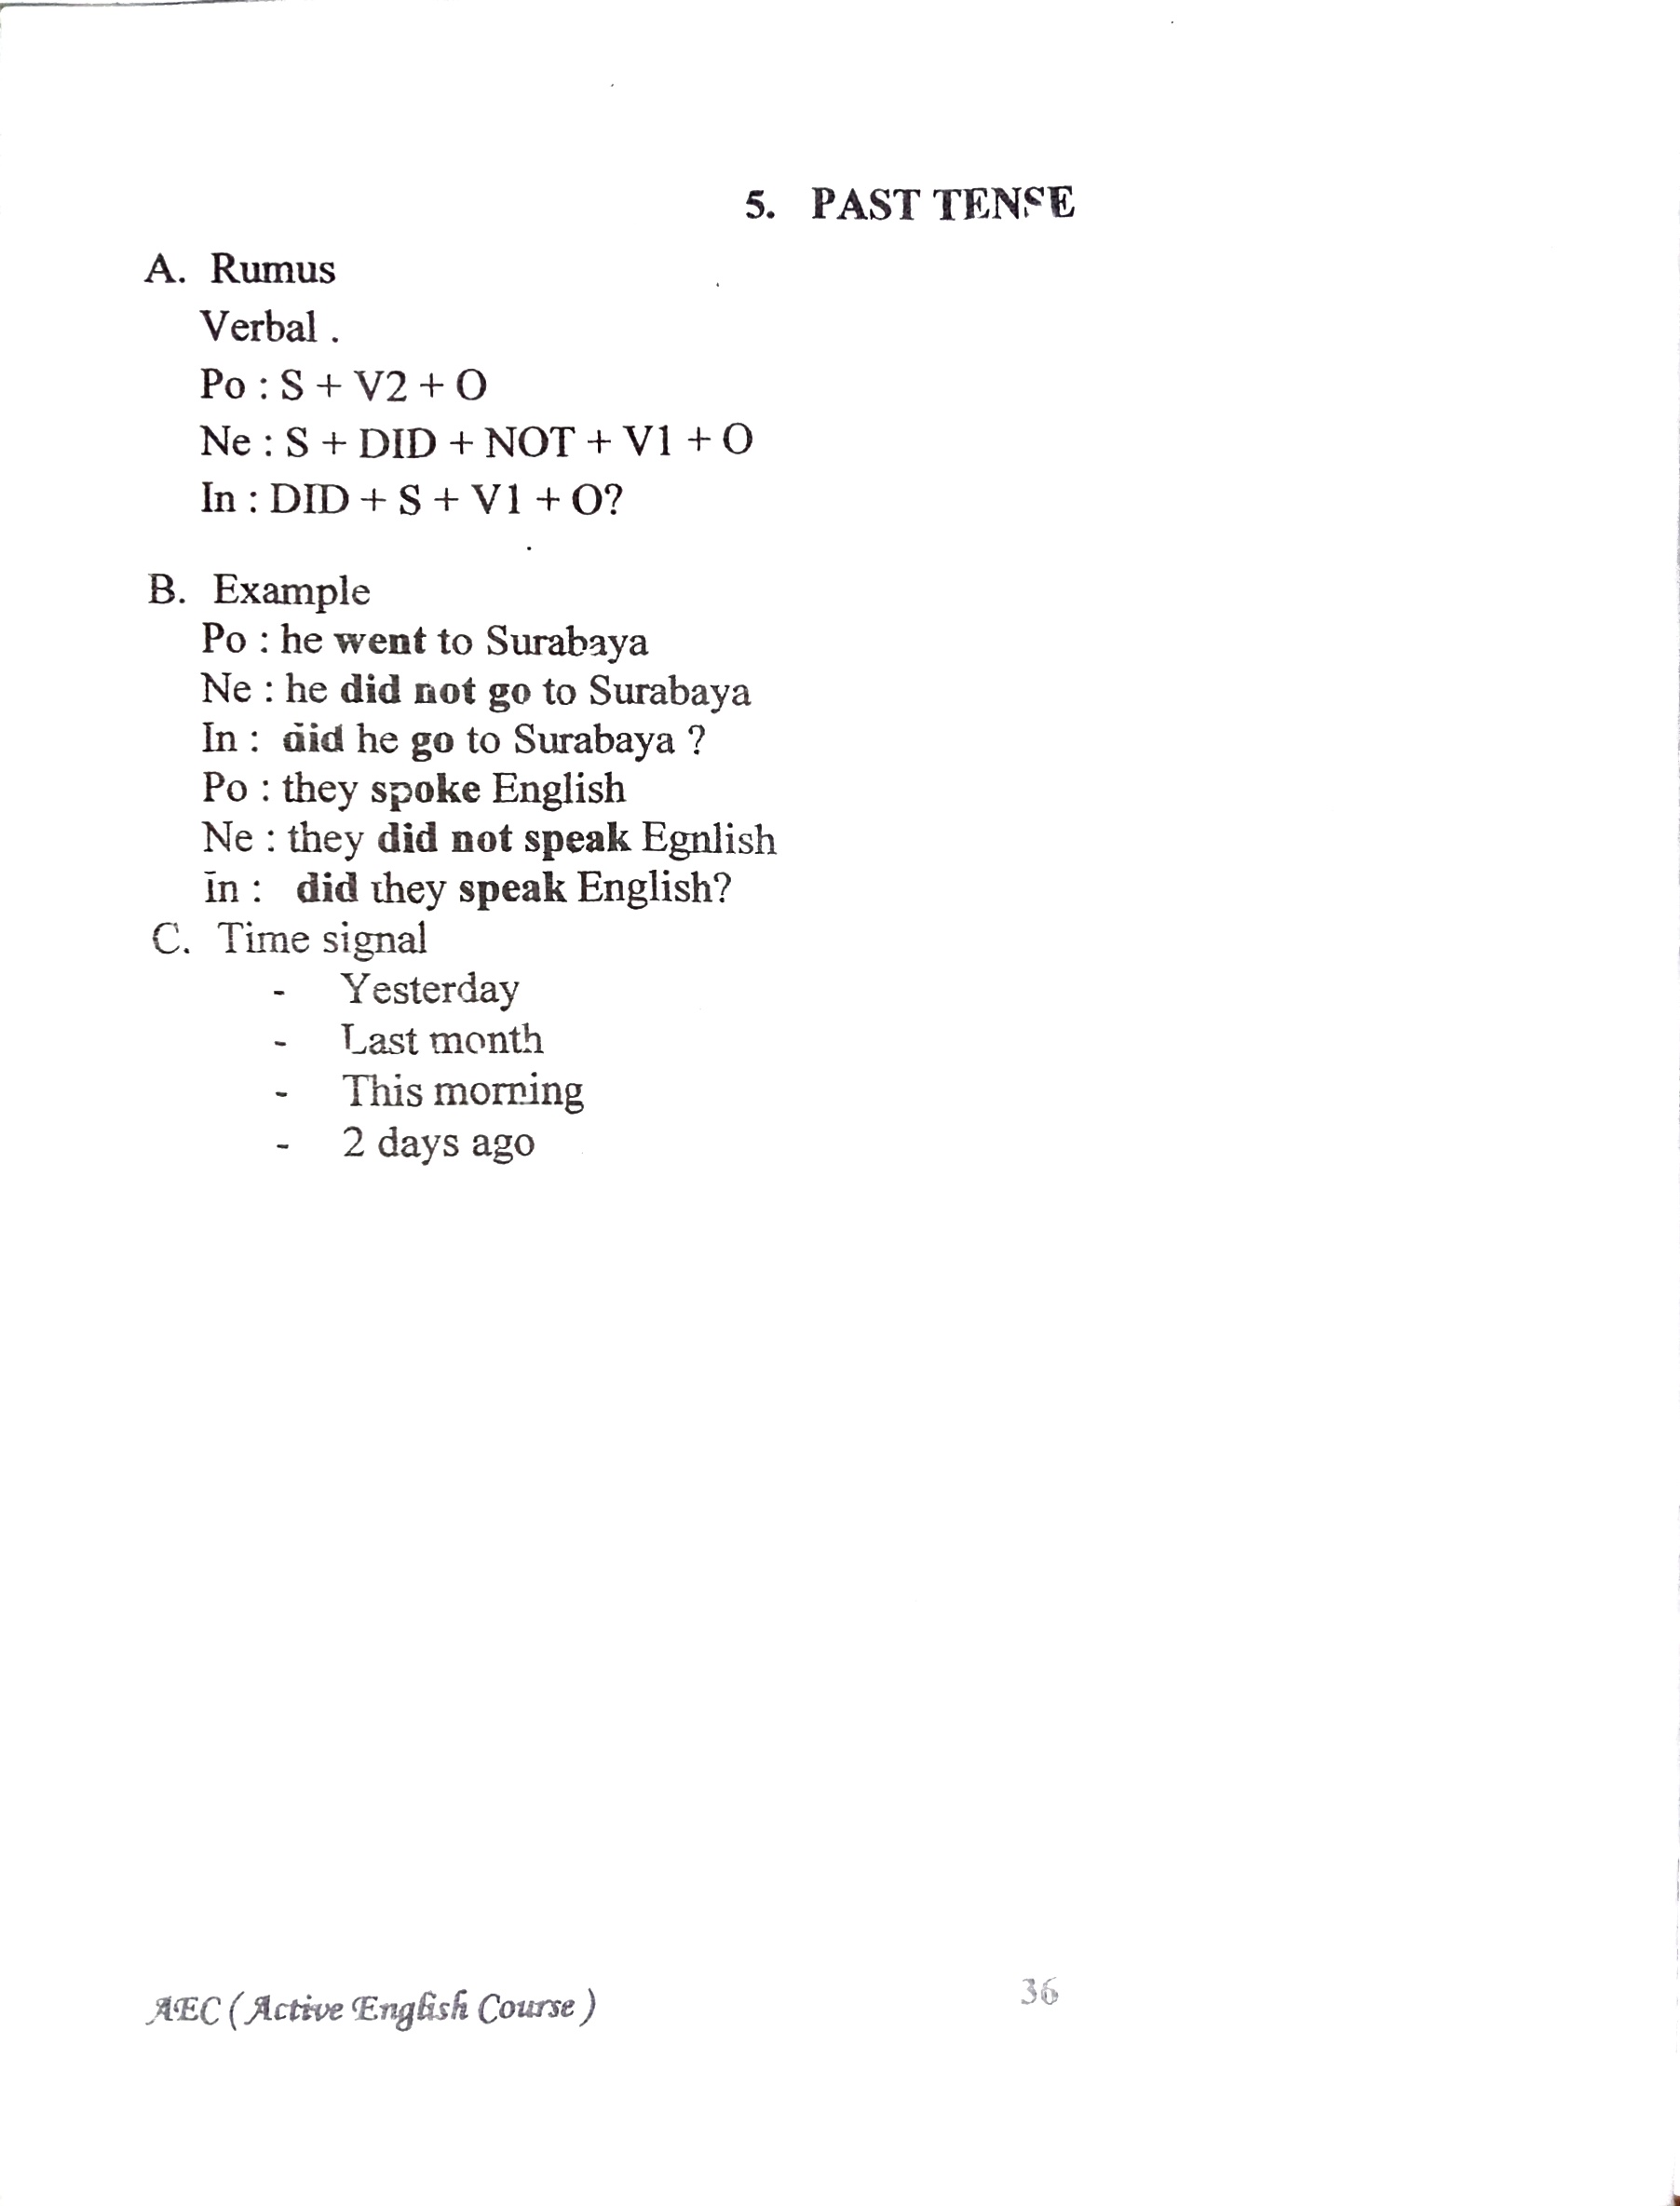 5. PAST TENSE
A. Rumus
Verbal .
Po : S + V2 + O
Ne : S + DID + NOT + V1 + O
In : DID + S + V1 + O?
B. Example
Po : he went to Surabaya
Ne : he did not go to Surabaya
In : did he go to Surabaya ?
Po : they spoke English
Ne : they did not speak Egnlish
In : did they speak English?
C. Time signal
- Yesterday
- Last month
- This morning
- 2 days ago
AEC ( Active English Course )
36